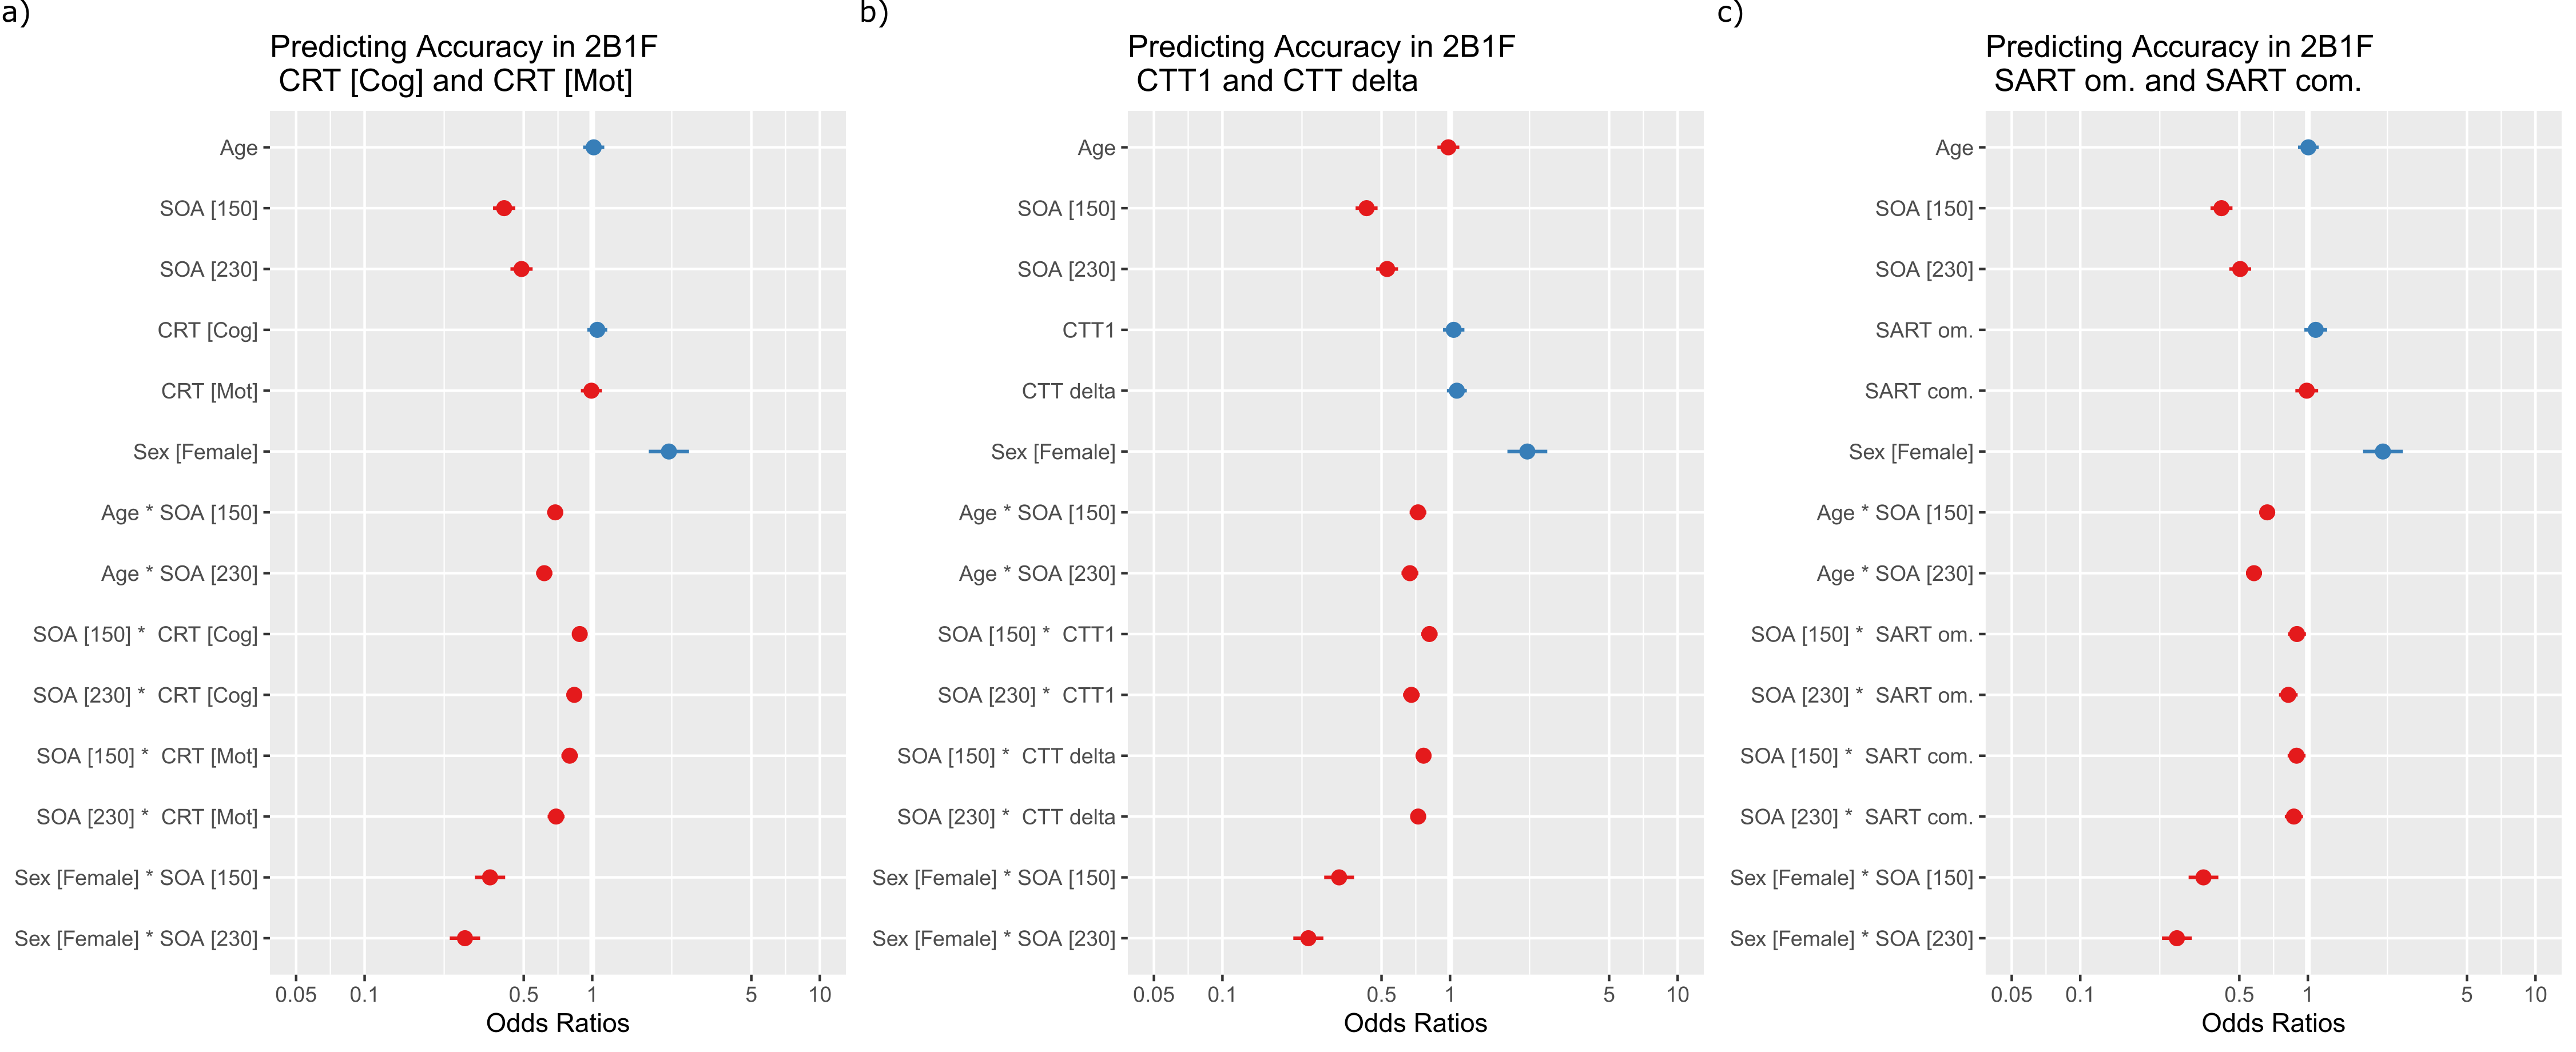 a)
Predicting Accuracy in 2B1F
CRT [Cog] and CRT [Mot]
Age
SOA [150]
SOA [230]
CRT [Cog]
CRT [Mot]
Sex [Female]
Age * SOA [150]
Age * SOA [230]
SOA [150] * CRT [Cog]
SOA [230] * CRT [Cog]
SOA [150] * CRT [Mot]
SOA [230] * CRT [Mot]
Sex [Female] * SOA [150]
Sex [Female] * SOA [230]
0.05 0.1 0.5 1 5 10
Odds Ratios
b)
Predicting Accuracy in 2B1F
CTT1 and CTT delta
Age
SOA [150]
SOA [230]
CTT1
CTT delta
Sex [Female]
Age * SOA [150]
Age * SOA [230]
SOA [150] * CTT1
SOA [230] * CTT1
SOA [150] * CTT delta
SOA [230] * CTT delta
Sex [Female] * SOA [150]
Sex [Female] * SOA [230]
0.05 0.1 0.5 1 5 10
Odds Ratios
c)
Predicting Accuracy in 2B1F
SART om. and SART com.
Age
SOA [150]
SOA [230]
SART om.
SART com.
Sex [Female]
Age * SOA [150]
Age * SOA [230]
SOA [150] * SART om.
SOA [230] * SART om.
SOA [150] * SART com.
SOA [230] * SART com.
Sex [Female] * SOA [150]
Sex [Female] * SOA [230]
0.05 0.1 0.5 1 5 10
Odds Ratios